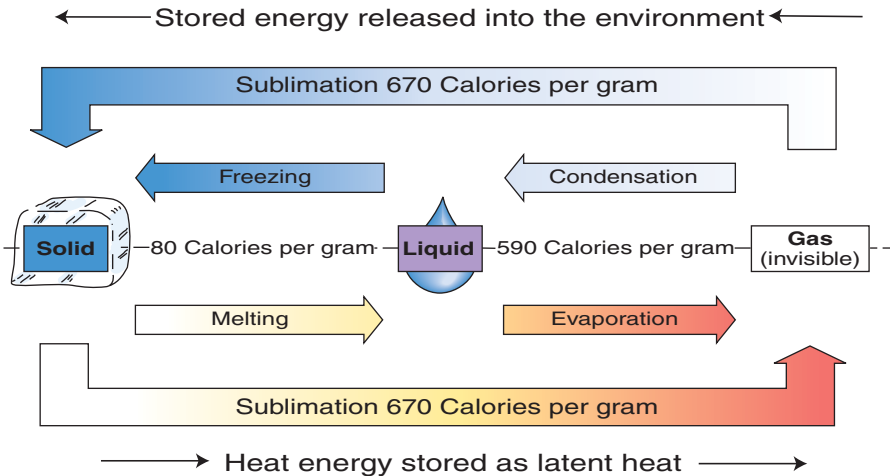 Stored energy released into the environment
Sublimation 670 Calories per gram
Freezing
Condensation
Solid
80 Calories per gram
Liquid
590 Calories per gram
Gas
(invisible)
Melting
Evaporation
Sublimation 670 Calories per gram
Heat energy stored as latent heat